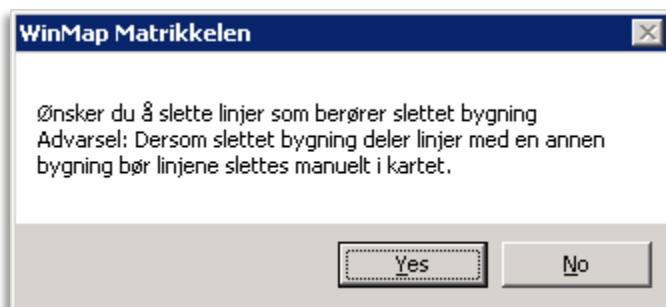 WinMap Matrikkelen
Ønsker du å slette linjer som berører slettet bygning
Advarsel: Dersom slettet bygning deler linjer med en annen
bygning bør linjene slettes manuelt i kartet.
Yes No